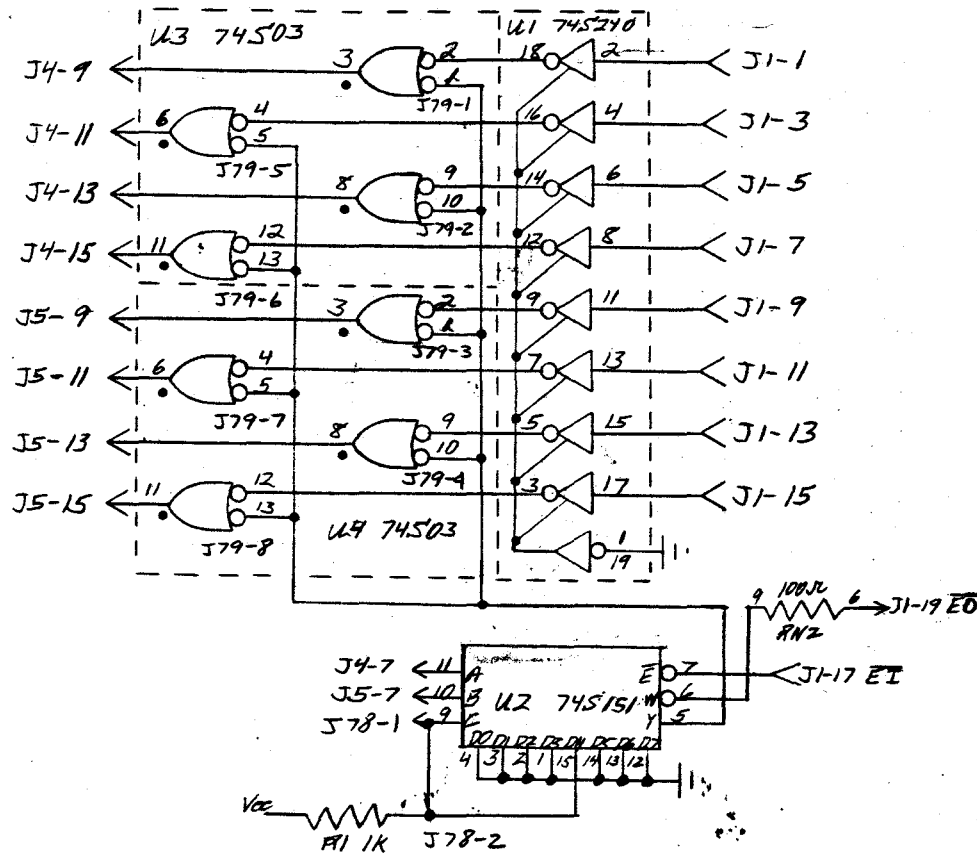 U3 74S03
U1 74S240
J4-9
3
2
1
J79-1
18
2
J1-1
J4-11
6
4
5
J79-5
16
4
J1-3
J4-13
8
9
10
J79-2
14
6
J1-5
J4-15
11
12
13
J79-6
12
8
J1-7
J5-9
3
2
1
J79-3
9
11
J1-9
J5-11
6
4
5
J79-7
7
13
J1-11
J5-13
8
9
10
J79-4
5
15
J1-13
J5-15
11
12
13
J79-8
3
17
J1-15
U4 74S03
1
19
9 100Ω 6 J1-19 EO
RN2
J4-7 11 A
J5-7 10 B
J78-1 9 C
U2 74S151
E 7 J1-17 EI
W 6
Y 5
D0 D1 D2 D3 D4 D5 D6 D7
4 3 2 1 15 14 13 12
Vcc
R1 1K
J78-2